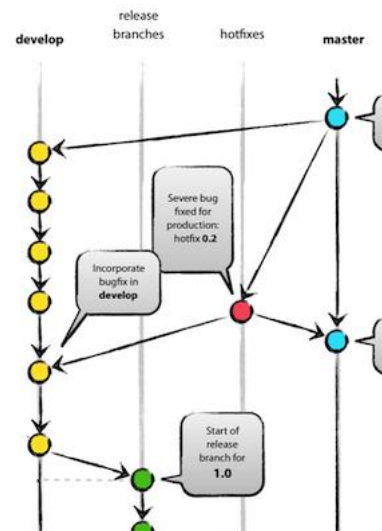 release
branches
develop
hotfixes
master
Severe bug
fixed for
production:
hotfix 0.2
Incorporate
bugfix in
develop
Start of
release
branch for
1.0